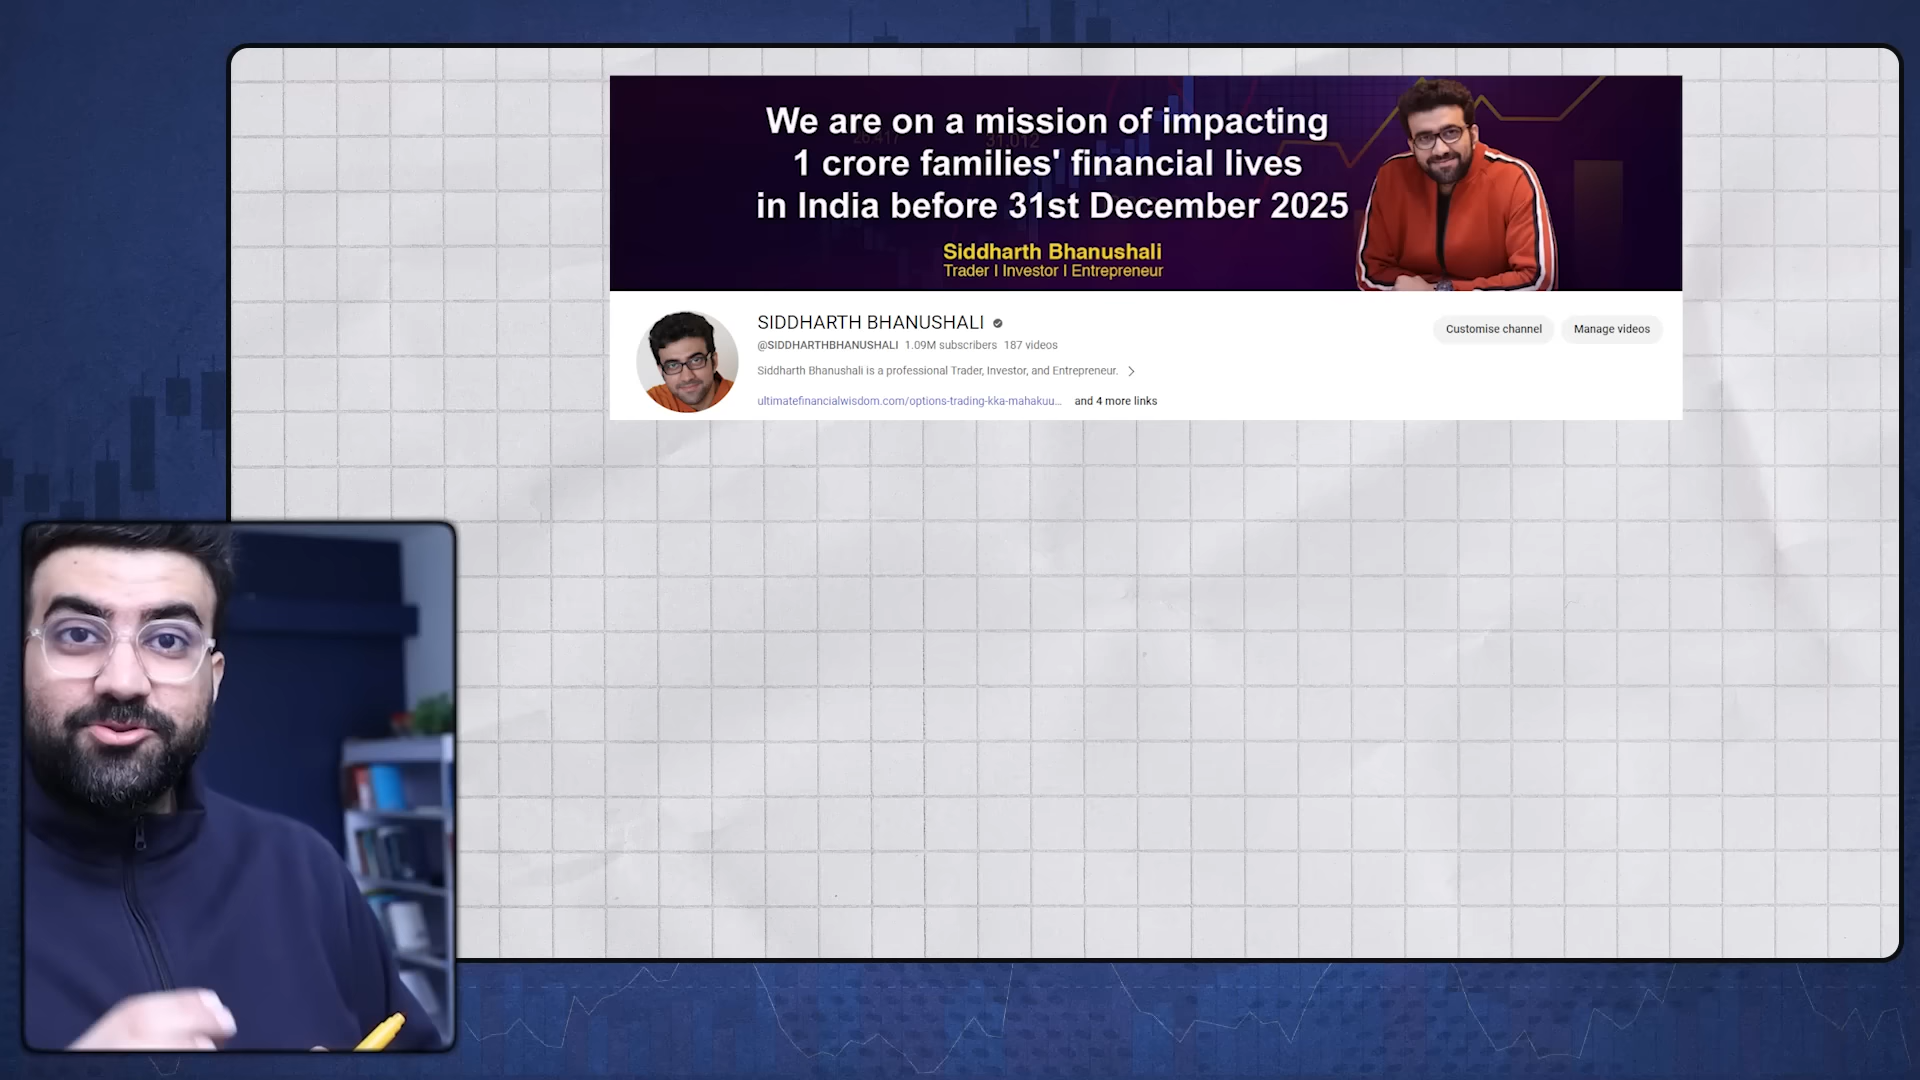 We are on a mission of impacting
1 crore families' financial lives
in India before 31st December 2025
Siddharth Bhanushali
Trader I Investor I Entrepreneur
SIDDHARTH BHANUSHALI
@SIDDHARTHBHANUSHALI 1.09M subscribers 187 videos
Siddharth Bhanushali is a professional Trader, Investor, and Entrepreneur.
ultimatefinancialwisdom.com/options-trading-kka-mahakuu... and 4 more links
Customise channel
Manage videos